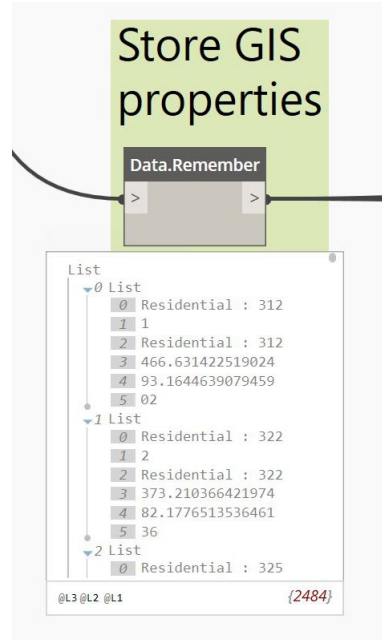 Store GIS
properties
Data.Remember
> >
List
0 List
0 Residential : 312
1 1
2 Residential : 312
3 466.631422519024
4 93.1644639079459
5 02
1 List
0 Residential : 322
1 2
2 Residential : 322
3 373.210366421974
4 82.1776513536461
5 36
2 List
0 Residential : 325
@L3 @L2 @L1 {2484}